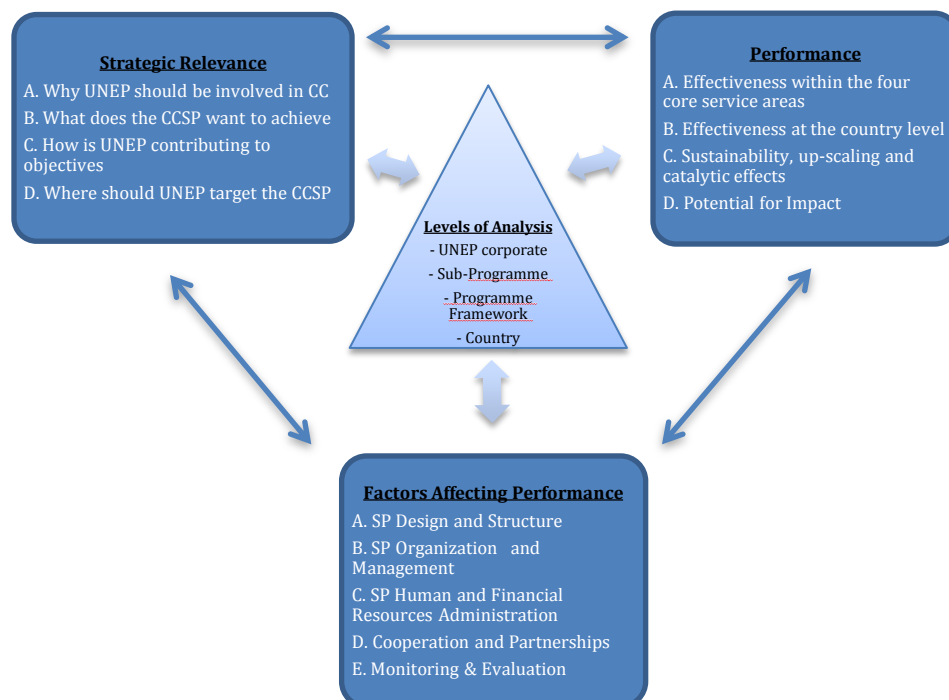 Strategic Relevance
A. Why UNEP should be involved in CC
B. What does the CCSP want to achieve
C. How is UNEP contributing to
objectives
D. Where should UNEP target the CCSP
Performance
A. Effectiveness within the four
core service areas
B. Effectiveness at the country level
C. Sustainability, up-scaling and
catalytic effects
D. Potential for Impact
Levels of Analysis
- UNEP corporate
- Sub-Programme
- Programme
Framework
- Country
Factors Affecting Performance
A. SP Design and Structure
B. SP Organization and
Management
C. SP Human and Financial
Resources Administration
D. Cooperation and Partnerships
E. Monitoring & Evaluation